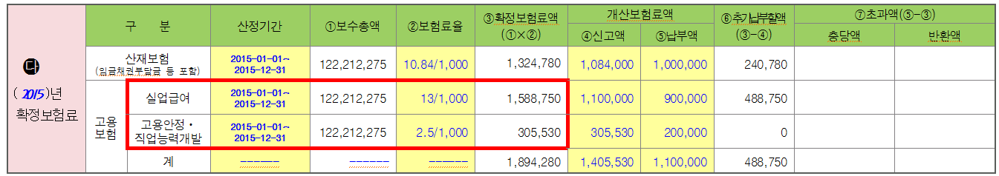 구 분 산정기간 ①보수총액 ②보험료율 ③확정보험료액 (①×②) 개산보험료액 ⑥추가납부할액 (③-④) ⑦초과액(⑤-③)
④신고액 ⑤납부액 충당액 반환액
다
( 2015)년
확정보험료
산재보험
(임금채권부담금 등 포함)
2015-01-01~
2015-12-31
122,212,275 10.84/1,000 1,324,780 1,084,000 1,000,000 240,780
고용
보험
실업급여
2015-01-01~
2015-12-31
122,212,275 13/1,000 1,588,750 1,100,000 900,000 488,750
고용안정·
직업능력개발
2015-01-01~
2015-12-31
122,212,275 2.5/1,000 305,530 305,530 200,000 0
계 ------ ------ ------ 1,894,280 1,405,530 1,100,000 488,750